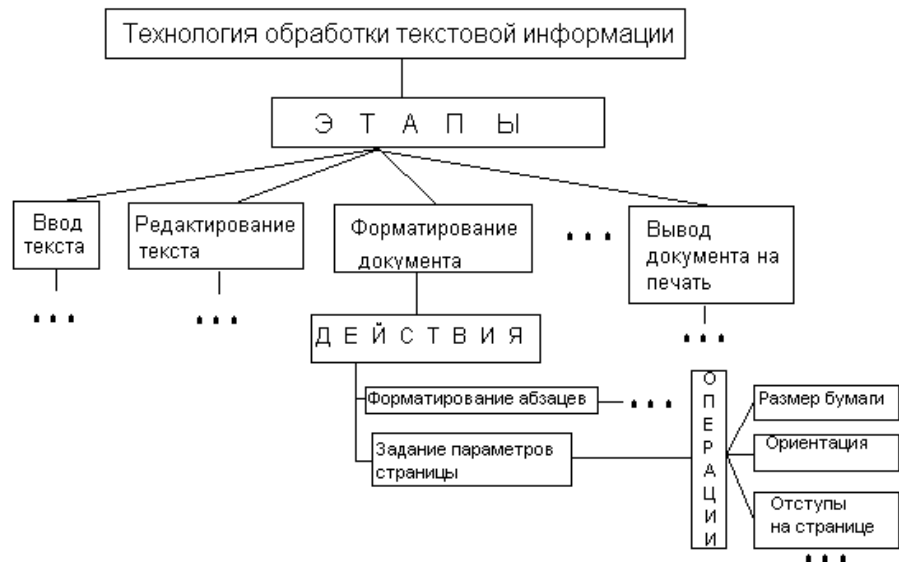 Технология обработки текстовой информации
Э Т А П Ы
Ввод
текста
Редактирование
текста
Форматирование
документа
...
Вывод
документа на
печать
...
...
...
Д Е Й С Т В И Я
Форматирование абзацев
...
Задание параметров
страницы
О
П
Е
Р
А
Ц
И
И
Размер бумаги
Ориентация
Отступы
на странице
...